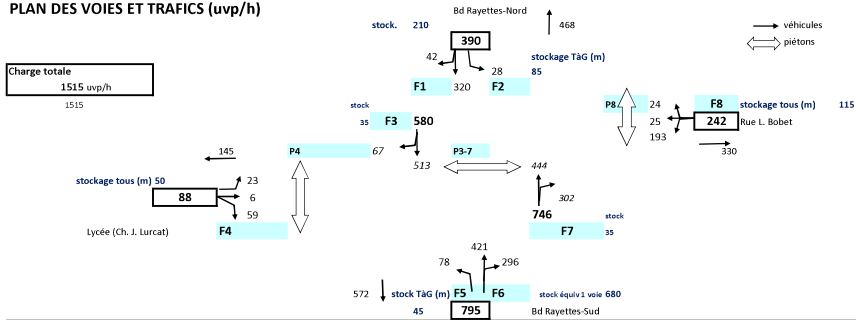 PLAN DES VOIES ET TRAFICS (uvp/h)
Bd Rayettes-Nord
stock. 210
390
468
véhicules
piétons
42
28
stockage TàG (m)
85
Charge totale
1515 uvp/h
1515
F1 320 F2
stock
35 F3 580
P8 24 F8 stockage tous (m) 115
25 242 Rue L. Bobet
193
330
145 P4 67 P3-7
513 444
stockage tous (m) 50 23
88 6
59
302
746 stock
Lycée (Ch. J. Lurcat) F4 F7 35
421
78 296
572 stock TàG (m) F5 F6 stock équiv 1 voie 680
45 795 Bd Rayettes-Sud